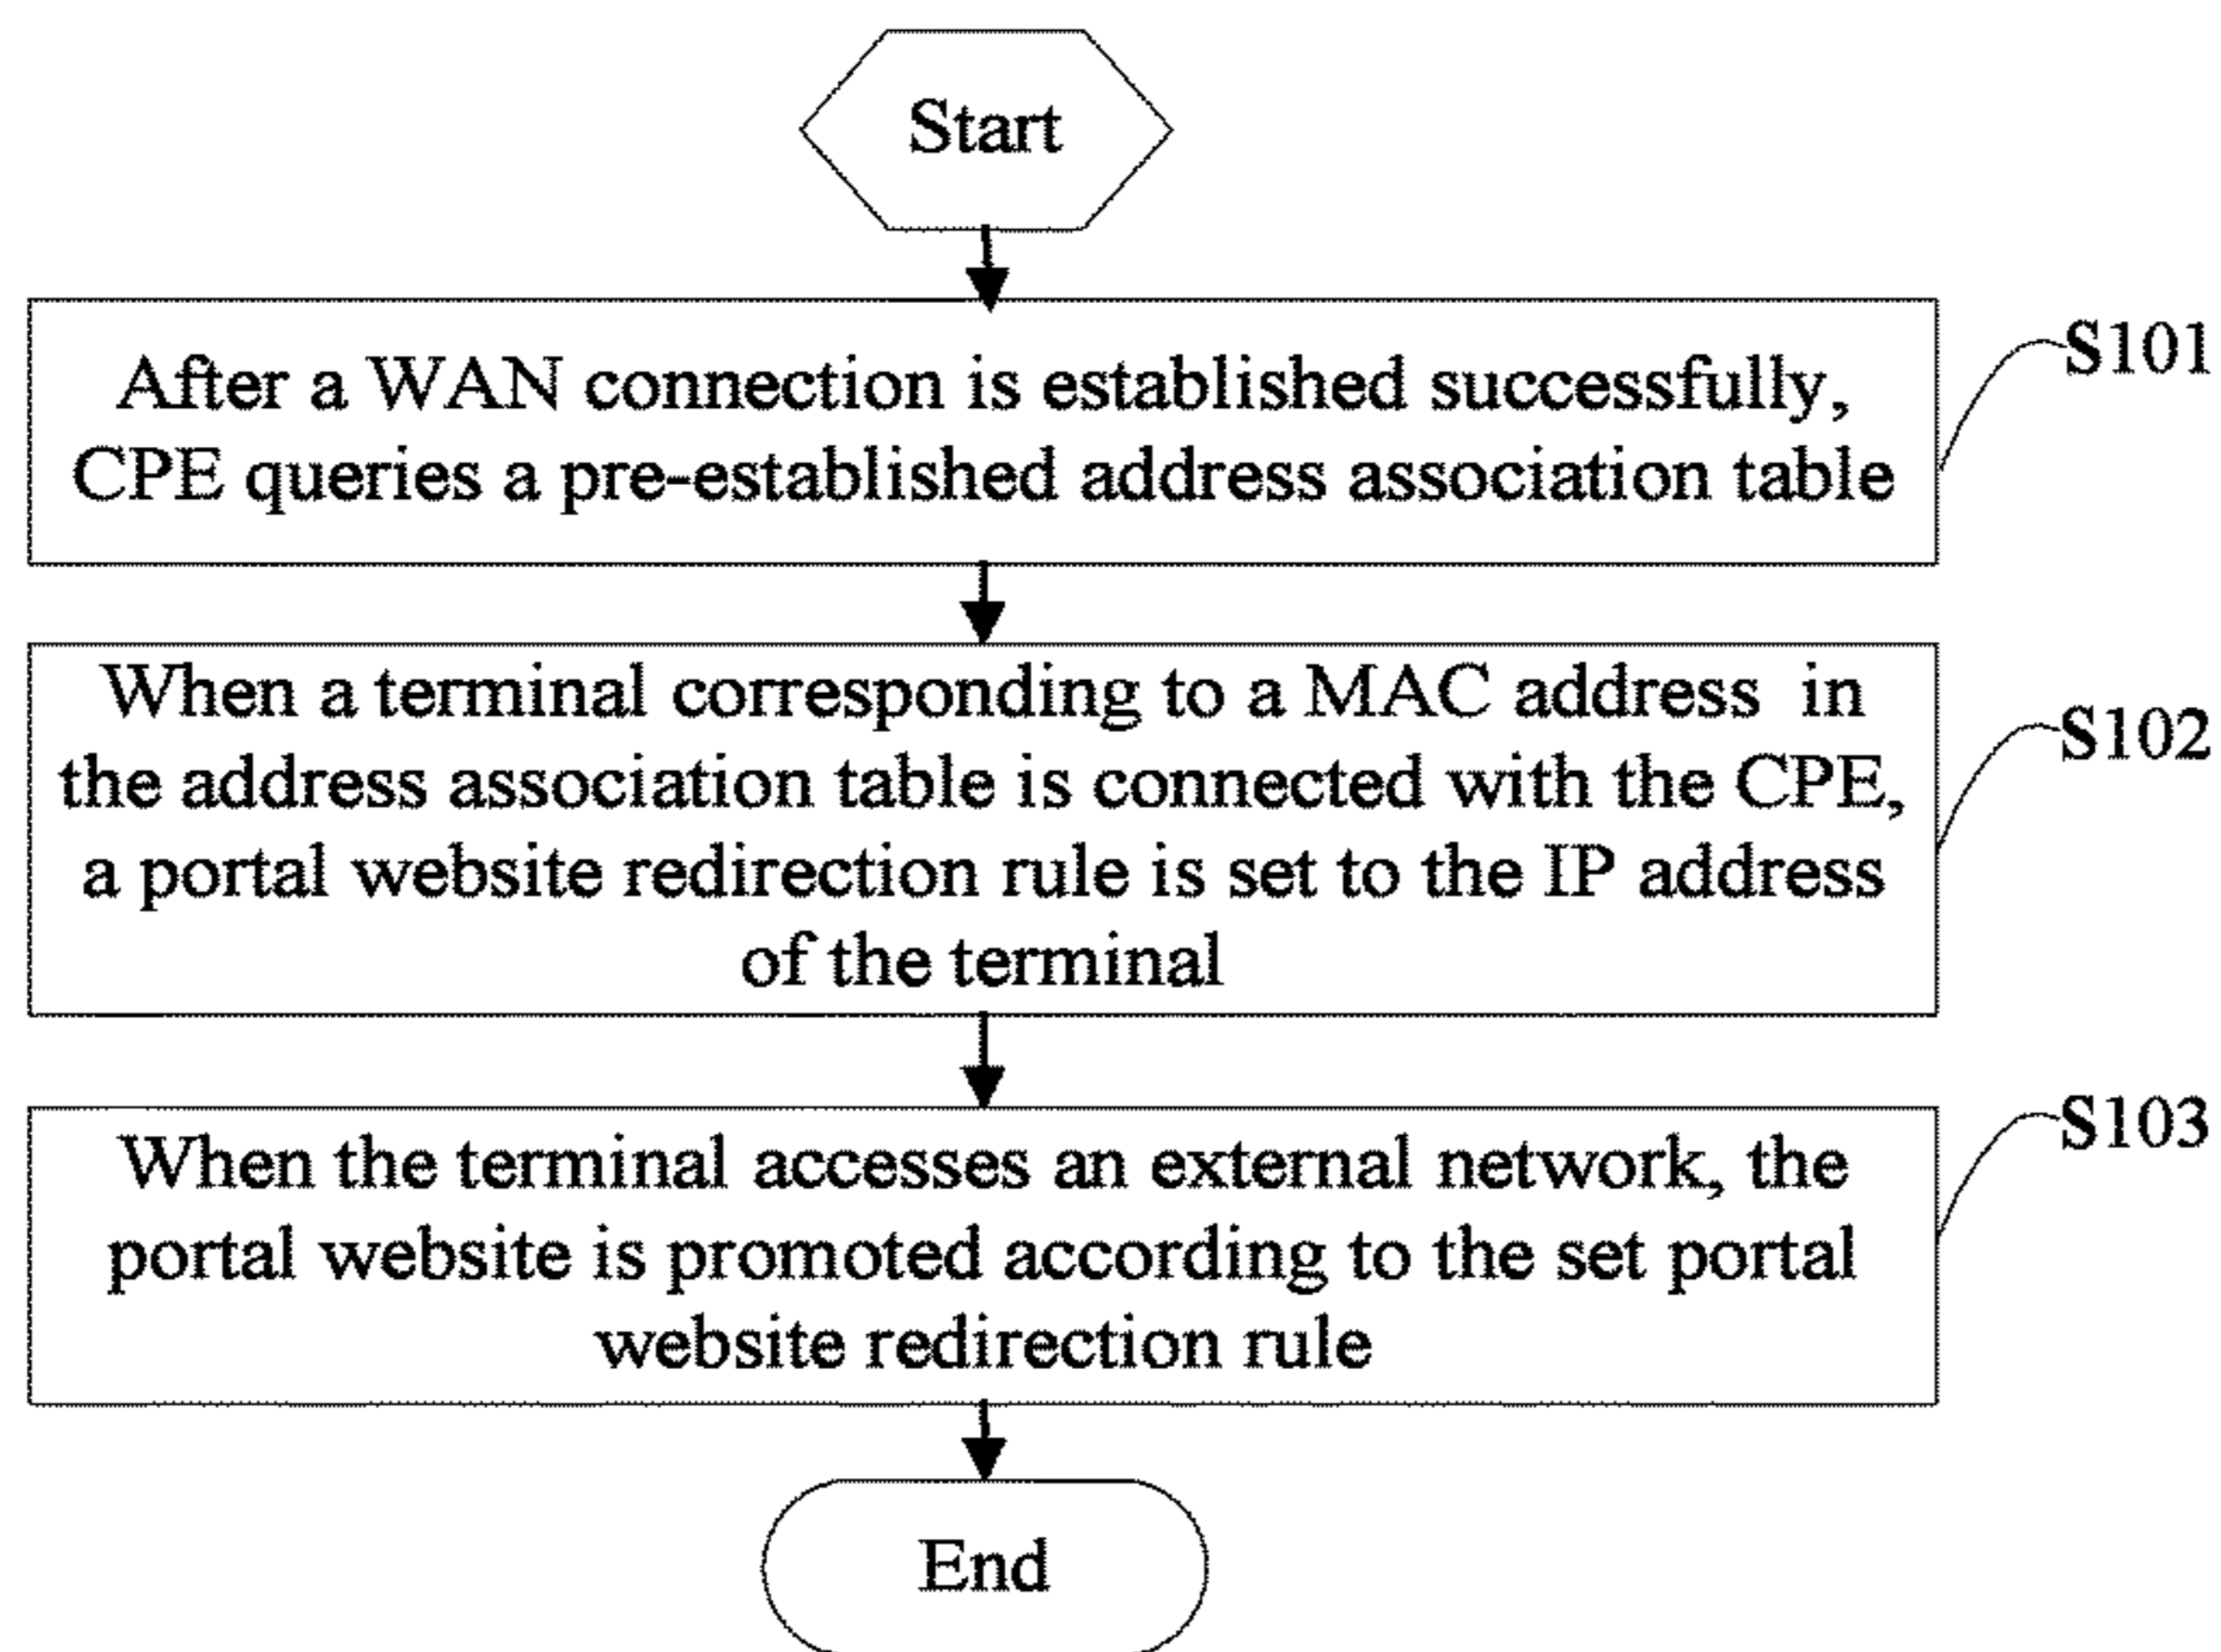 Start
After a WAN connection is established successfully,
CPE queries a pre-established address association table
S101
When a terminal corresponding to a MAC address in
the address association table is connected with the CPE,
a portal website redirection rule is set to the IP address
of the terminal
S102
When the terminal accesses an external network, the
portal website is promoted according to the set portal
website redirection rule
S103
End